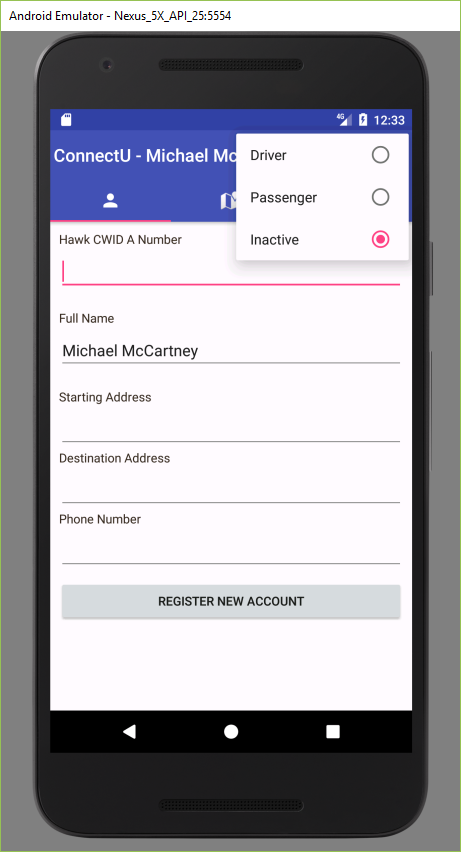 Android Emulator - Nexus_5X_API_25:5554
4G
12:33
ConnectU - Michael Mc
Driver
Passenger
Inactive
Hawk CWID A Number
Full Name
Michael McCartney
Starting Address
Destination Address
Phone Number
REGISTER NEW ACCOUNT